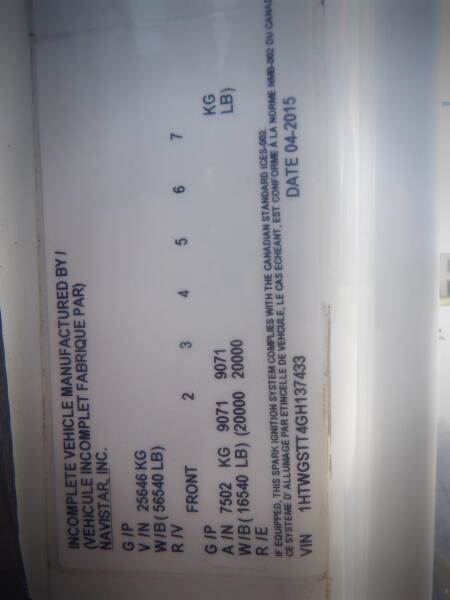 INCOMPLETE VEHICLE MANUFACTURED BY /
(VEHICULE INCOMPLET FABRIQUE PAR)
NAVISTAR, INC.
G / P
V / N 25646 KG
W/B ( 56540 LB)
R / V FRONT 2 3 4 5 6 7
G / P
A / N 7502 KG 9071 9071 KG
W/B ( 16540 LB) (20000 20000 LB)
R / E
IF EQUIPPED, THIS SPARK IGNITION SYSTEM COMPLIES WITH THE CANADIAN STANDARD ICES-002.
CE SYSTEME D' ALLUMAGE PAR ETINCELLE DE VEHCULE, LE CAS ECHEANT, EST CONFORME À LA NORME NMB-002 DU
DATE 04-2015
VIN 1HTWGSTT4GH137433